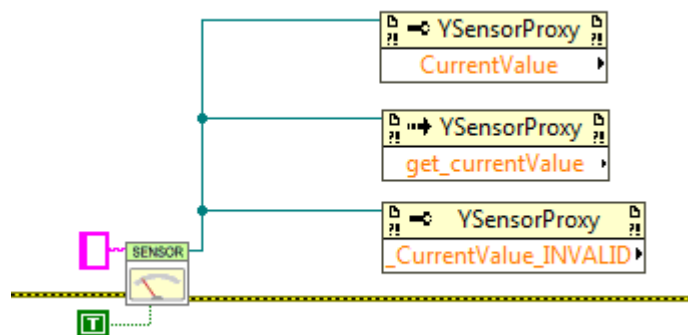 YSensorProxy
CurrentValue
YSensorProxy
get_currentValue
YSensorProxy
_CurrentValue_INVALID
SENSOR
T